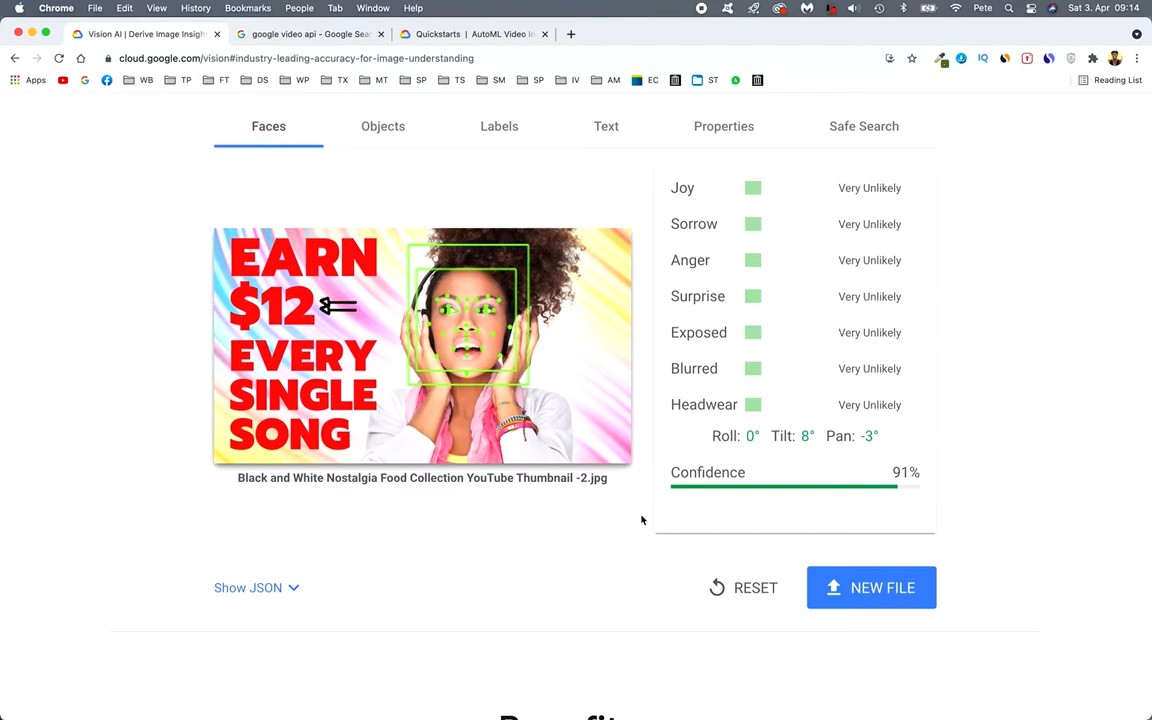 Chrome File Edit View History Bookmarks People Tab Window Help Pete Sat 3. Apr 09:14
Vision AI | Derive Image Insigh google video api - Google Sea Quickstarts | AutoML Video In
cloud.google.com/vision#industry-leading-accuracy-for-image-understanding
Apps WB TP FT DS WP TX MT SP TS SM SP IV AM EC ST Reading List
Faces Objects Labels Text Properties Safe Search
EARN
$12
EVERY
SINGLE
SONG
Black and White Nostalgia Food Collection YouTube Thumbnail -2.jpg
Joy Very Unlikely
Sorrow Very Unlikely
Anger Very Unlikely
Surprise Very Unlikely
Exposed Very Unlikely
Blurred Very Unlikely
Headwear Very Unlikely
Roll: 0° Tilt: 8° Pan: -3°
Confidence 91%
Show JSON RESET NEW FILE